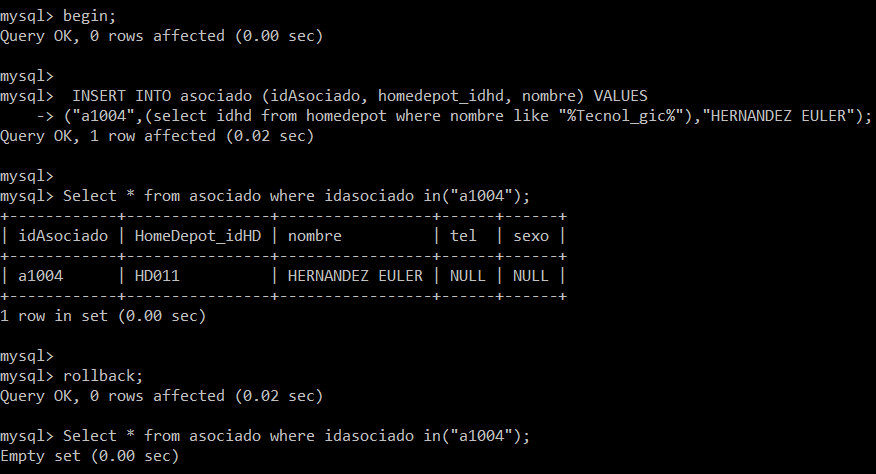 mysql> begin;
Query OK, 0 rows affected (0.00 sec)
mysql>
mysql>  INSERT INTO asociado (idAsociado, homedepot_idhd, nombre) VALUES
    -> ("a1004",(select idhd from homedepot where nombre like "%Tecnol_gic%"),"HERNANDEZ EULER");
Query OK, 1 row affected (0.02 sec)
mysql>
mysql> Select * from asociado where idasociado in("a1004");
+------------+----------------+-----------------+------+------+
| idAsociado | HomeDepot_idHD | nombre          | tel  | sexo |
+------------+----------------+-----------------+------+------+
| a1004      | HD011          | HERNANDEZ EULER | NULL | NULL |
+------------+----------------+-----------------+------+------+
1 row in set (0.00 sec)
mysql>
mysql> rollback;
Query OK, 0 rows affected (0.02 sec)
mysql> Select * from asociado where idasociado in("a1004");
Empty set (0.00 sec)